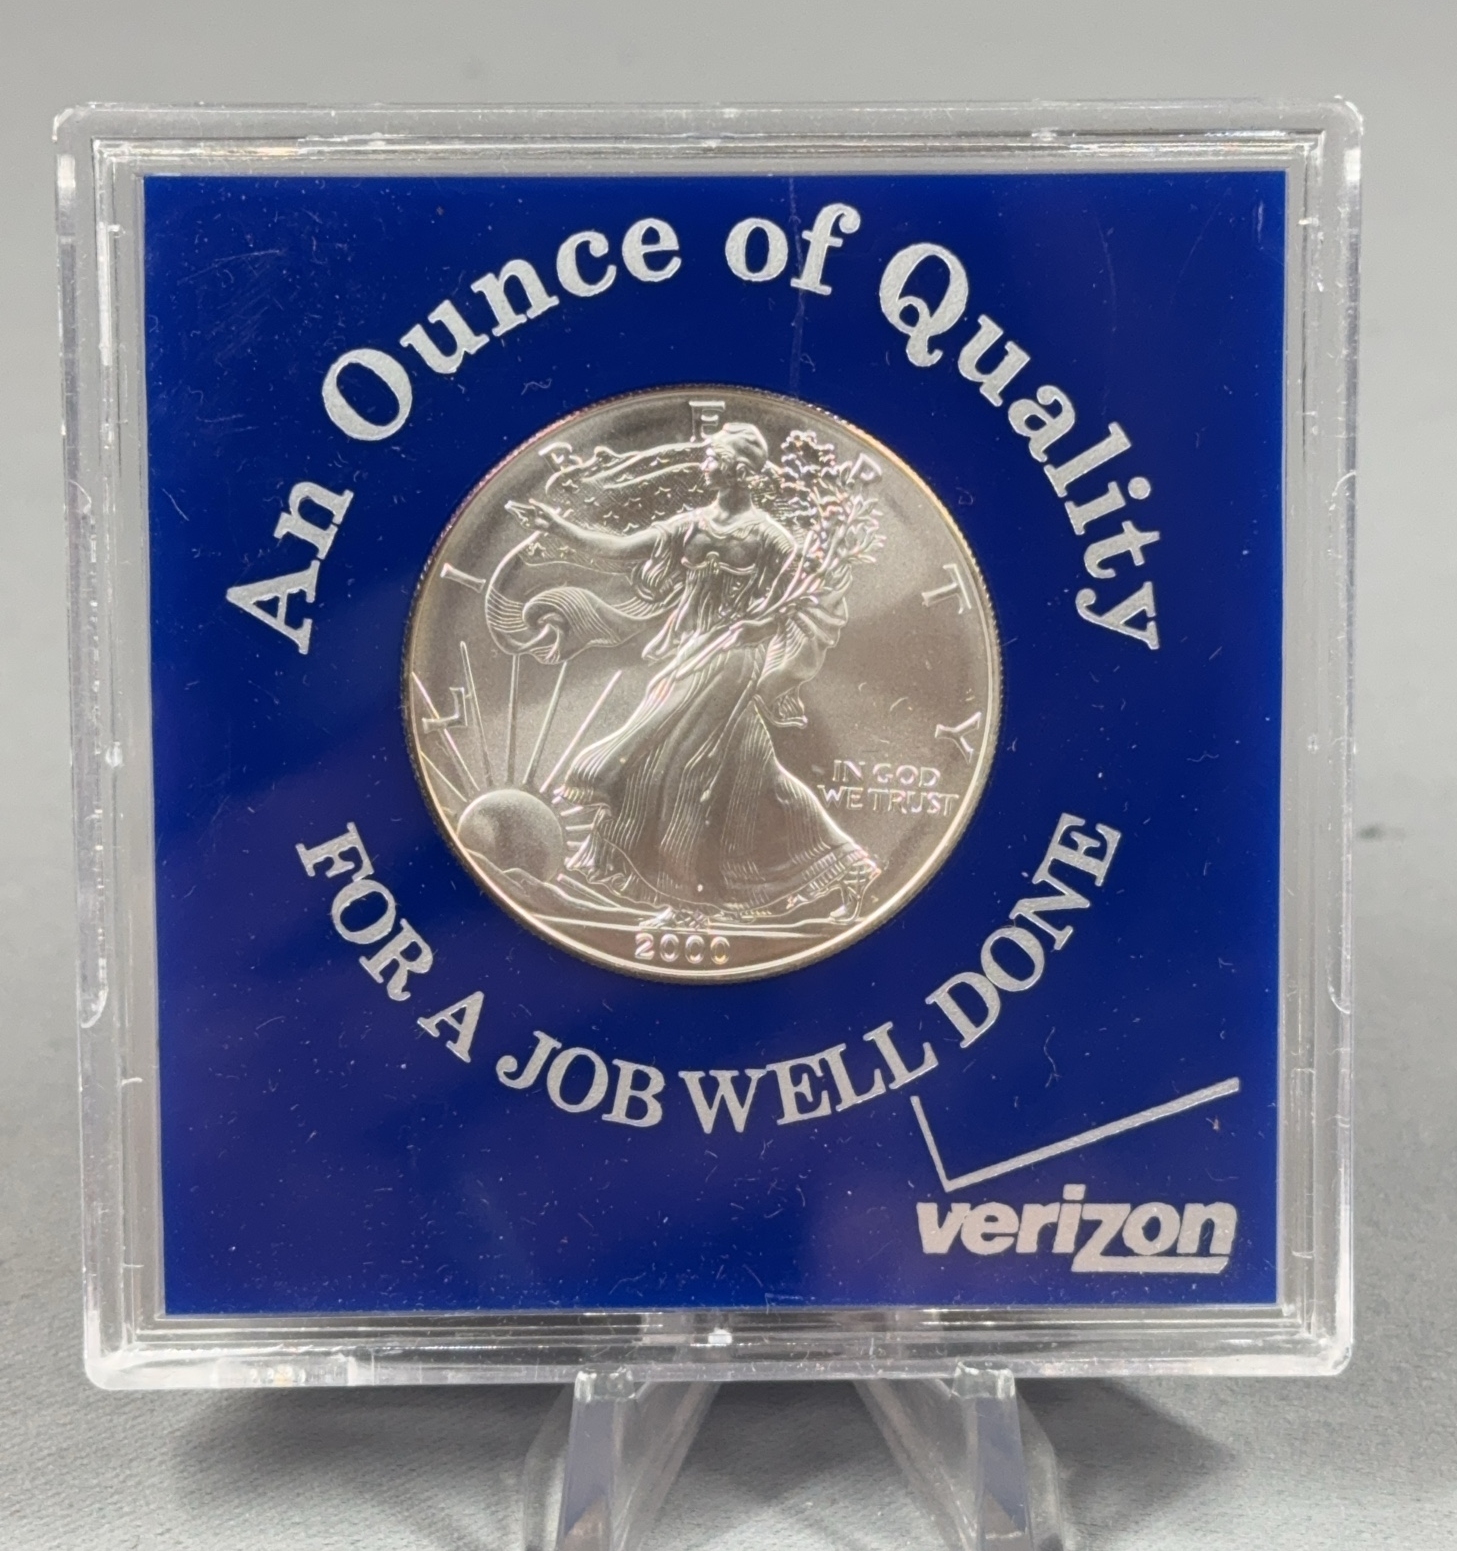 An Ounce of Quality
LIBERTY
IN GOD
WE TRUST
2000
FOR A JOB WELL DONE
verizon